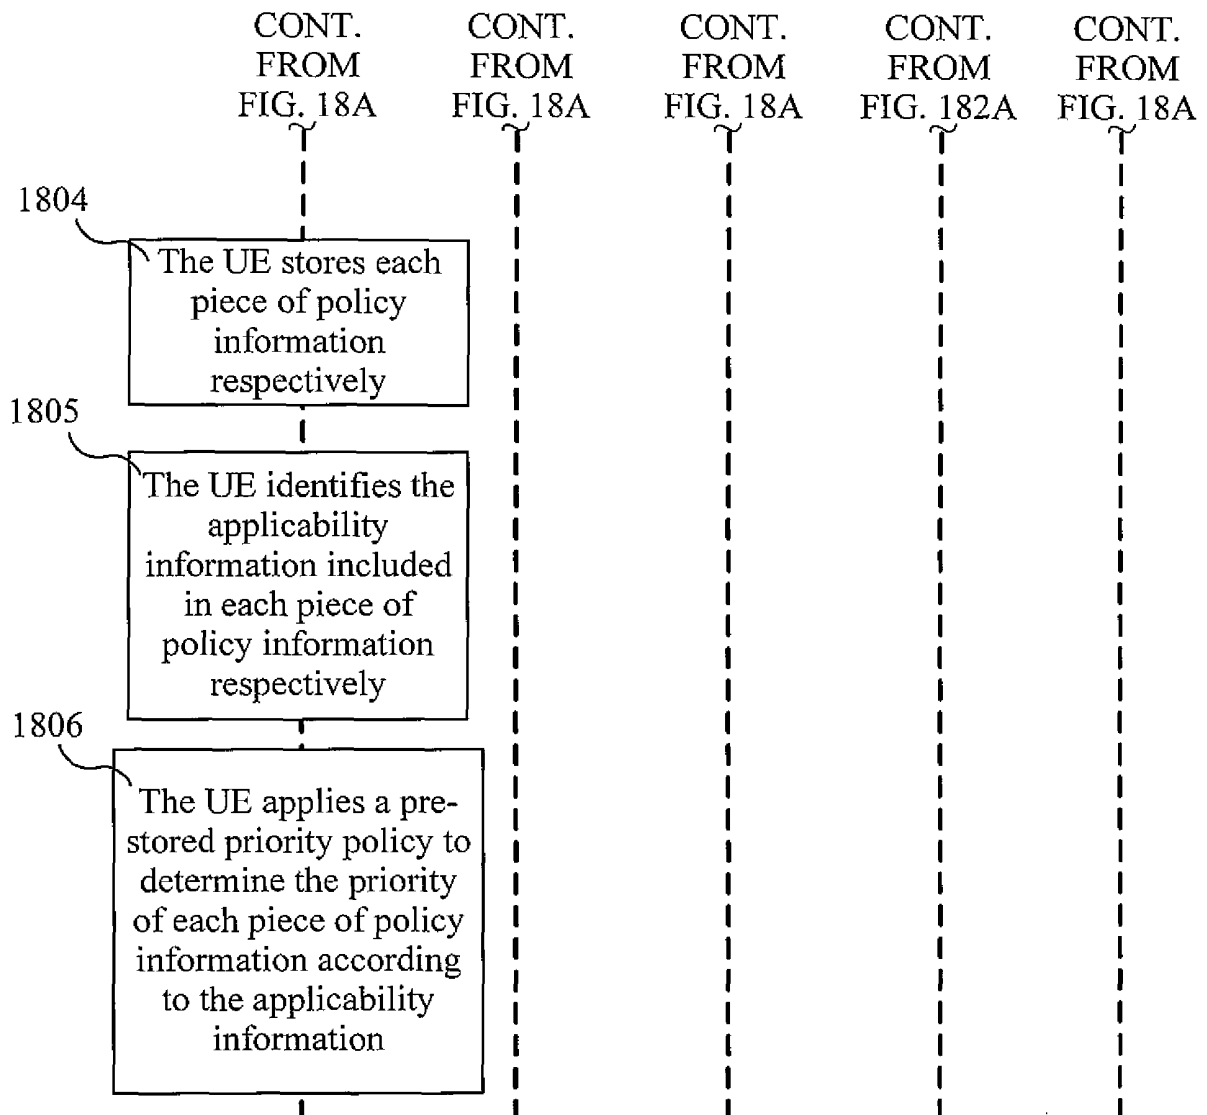 CONT.
FROM
FIG. 18A
CONT.
FROM
FIG. 18A
CONT.
FROM
FIG. 18A
CONT.
FROM
FIG. 182A
CONT.
FROM
FIG. 18A
1804
The UE stores each
piece of policy
information
respectively
1805
The UE identifies the
applicability
information included
in each piece of
policy information
respectively
1806
The UE applies a pre-
stored priority policy to
determine the priority
of each piece of policy
information according
to the applicability
information